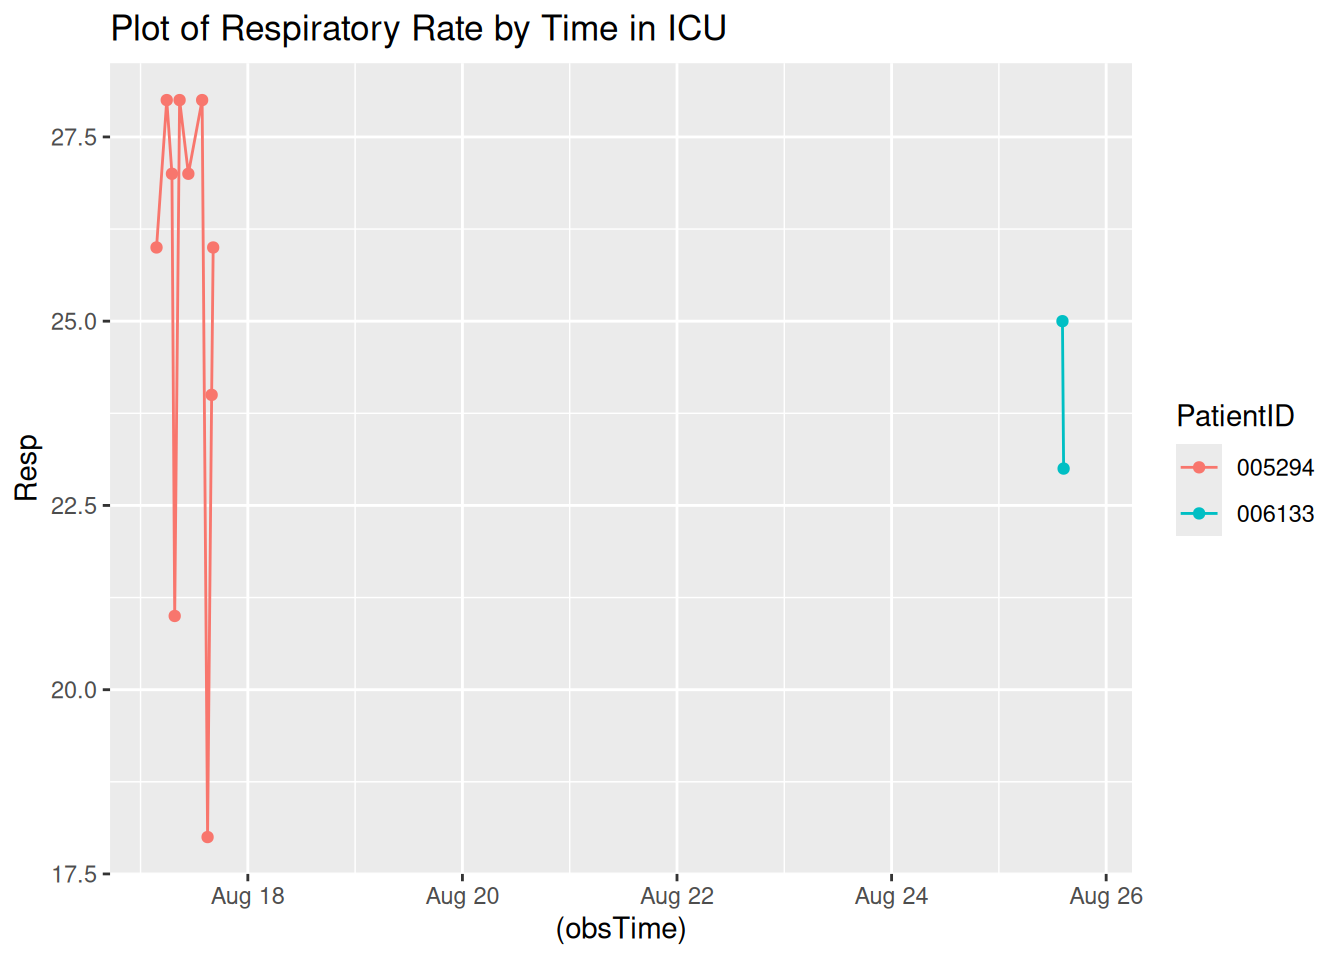 Plot of Respiratory Rate by Time in ICU
27.5
25.0
22.5
20.0
17.5
Resp
Aug 18 Aug 20 Aug 22 Aug 24 Aug 26
(obsTime)
PatientID
005294
006133